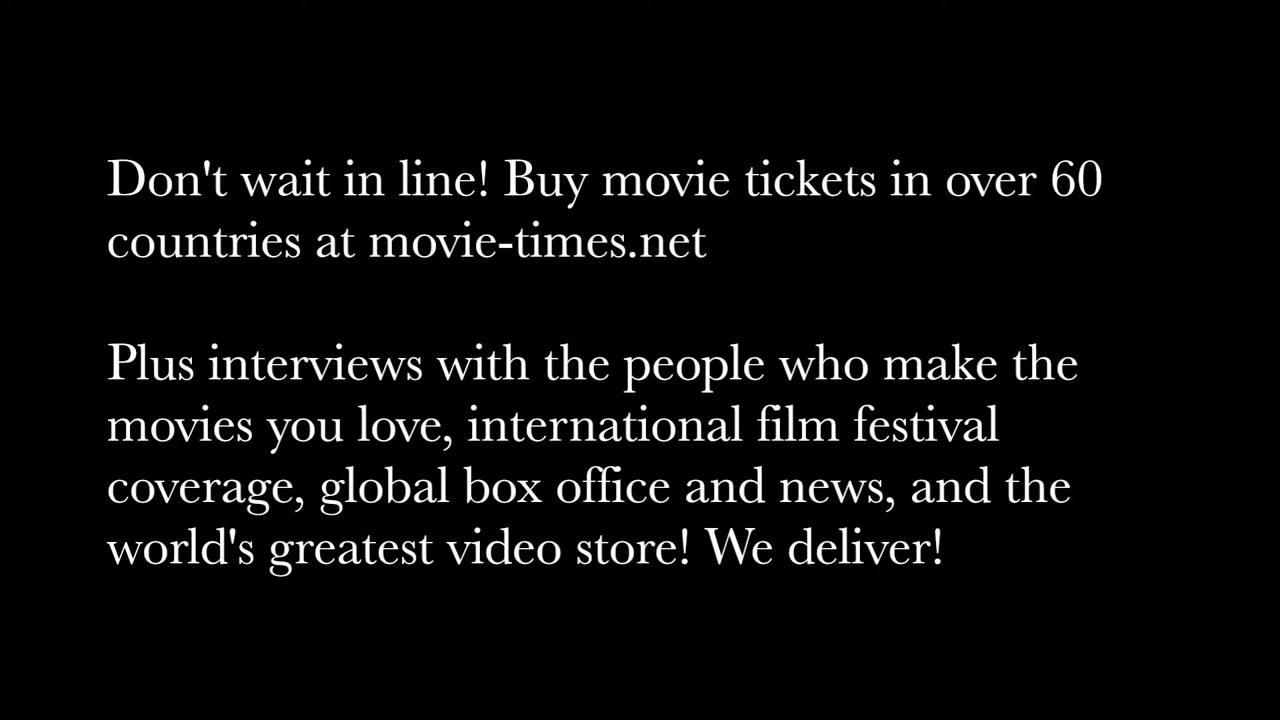 Don't wait in line! Buy movie tickets in over 60
countries at movie-times.net
Plus interviews with the people who make the
movies you love, international film festival
coverage, global box office and news, and the
world's greatest video store! We deliver!